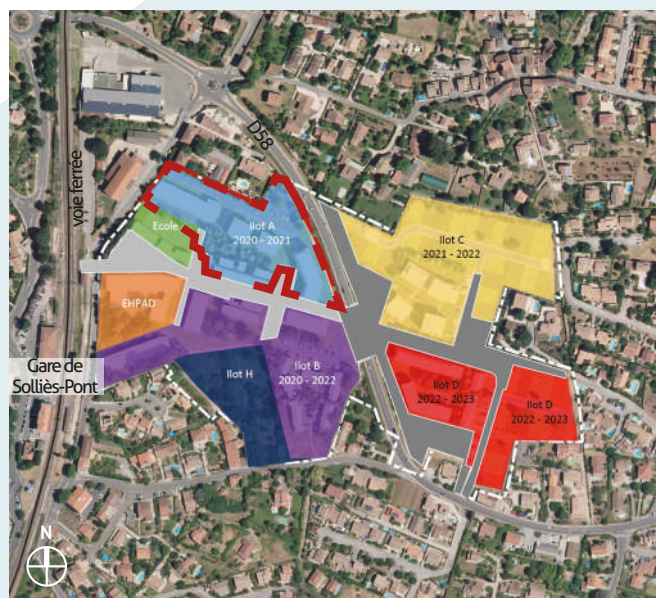 D58
voie ferrée
Ecole
Ilot A
2020 - 2021
Ilot C
2021 - 2022
EHPAD
Gare de
Solliès-Pont
Ilot H
Ilot B
2020 - 2022
Ilot D
2022 - 2023
Ilot D
2022 - 2023
N